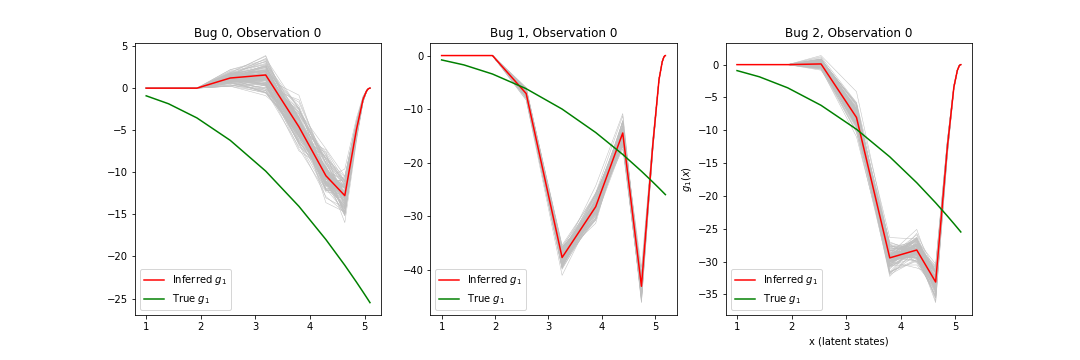 Bug 0, Observation 0
5
0
−5
−10
−15
−20
−25
1 2 3 4 5
Inferred g₁
True g₁
Bug 1, Observation 0
0
−10
−20
−30
−40
1 2 3 4 5
Inferred g₁
True g₁
Bug 2, Observation 0
g₁(x)
0
−5
−10
−15
−20
−25
−30
−35
1 2 3 4 5
x (latent states)
Inferred g₁
True g₁